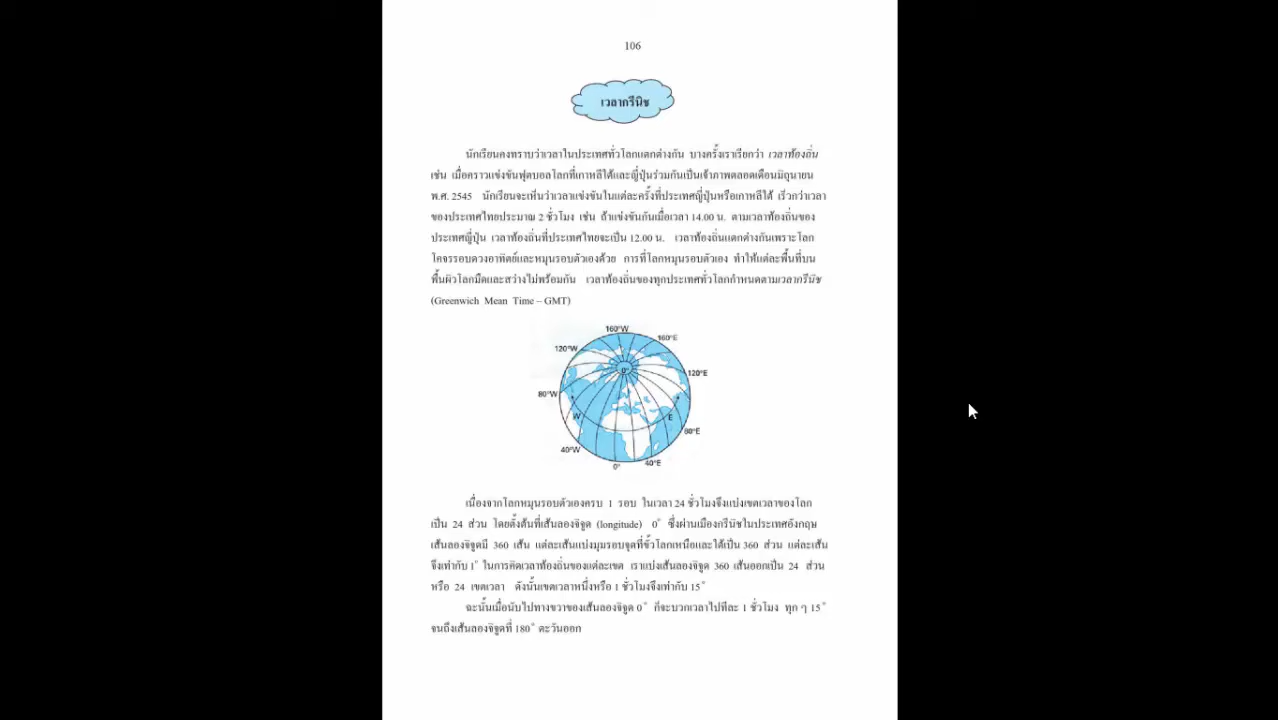 106
เวลากรีนิช
นักเรียนคงทราบว่าเวลาในประเทศทั่วโลกแตกต่างกัน บางครั้งเราเรียกว่า เวลาท้องถิ่น
เช่น เมื่อคราวแข่งขันฟุตบอลโลกที่เกาหลีใต้และญี่ปุ่นร่วมกันเป็นเจ้าภาพตลอดเดือนมิถุนายน
พ.ศ. 2545 นักเรียนจะเห็นว่าเวลาแข่งขันในแต่ละครั้งที่ประเทศญี่ปุ่นหรือเกาหลีใต้ เร็วกว่าเวลา
ของประเทศไทยประมาณ 2 ชั่วโมง เช่น ถ้าแข่งขันกันเมื่อเวลา 14.00 น. ตามเวลาท้องถิ่นของ
ประเทศญี่ปุ่น เวลาท้องถิ่นที่ประเทศไทยจะเป็น 12.00 น. เวลาท้องถิ่นแตกต่างกันเพราะโลก
โคจรรอบดวงอาทิตย์และหมุนรอบตัวเองด้วย การที่โลกหมุนรอบตัวเอง ทำให้แต่ละพื้นที่บน
พื้นผิวโลกมืดและสว่างไม่พร้อมกัน เวลาท้องถิ่นของทุกประเทศทั่วโลกกำหนดตามเวลากรีนิช
(Greenwich Mean Time – GMT)
160°W
160°E
120°W
0°
120°E
80°W
W
E
80°E
40°W
0°
40°E
เนื่องจากโลกหมุนรอบตัวเองครบ 1 รอบ ในเวลา 24 ชั่วโมงจึงแบ่งเขตเวลาของโลก
เป็น 24 ส่วน โดยตั้งต้นที่เส้นลองจิจูด (longitude) 0° ซึ่งผ่านเมืองกรีนิชในประเทศอังกฤษ
เส้นลองจิจูดมี 360 เส้น แต่ละเส้นแบ่งมุมรอบจุดที่ขั้วโลกเหนือและใต้เป็น 360 ส่วน แต่ละเส้น
จึงเท่ากับ 1° ในการคิดเวลาท้องถิ่นของแต่ละเขต เราแบ่งเส้นลองจิจูด 360 เส้นออกเป็น 24 ส่วน
หรือ 24 เขตเวลา ดังนั้นเขตเวลาหนึ่งหรือ 1 ชั่วโมงจึงเท่ากับ 15°
ฉะนั้นเมื่อนับไปทางขวาของเส้นลองจิจูด 0° ก็จะบวกเวลาไปทีละ 1 ชั่วโมง ทุก ๆ 15°
จนถึงเส้นลองจิจูดที่ 180° ตะวันออก